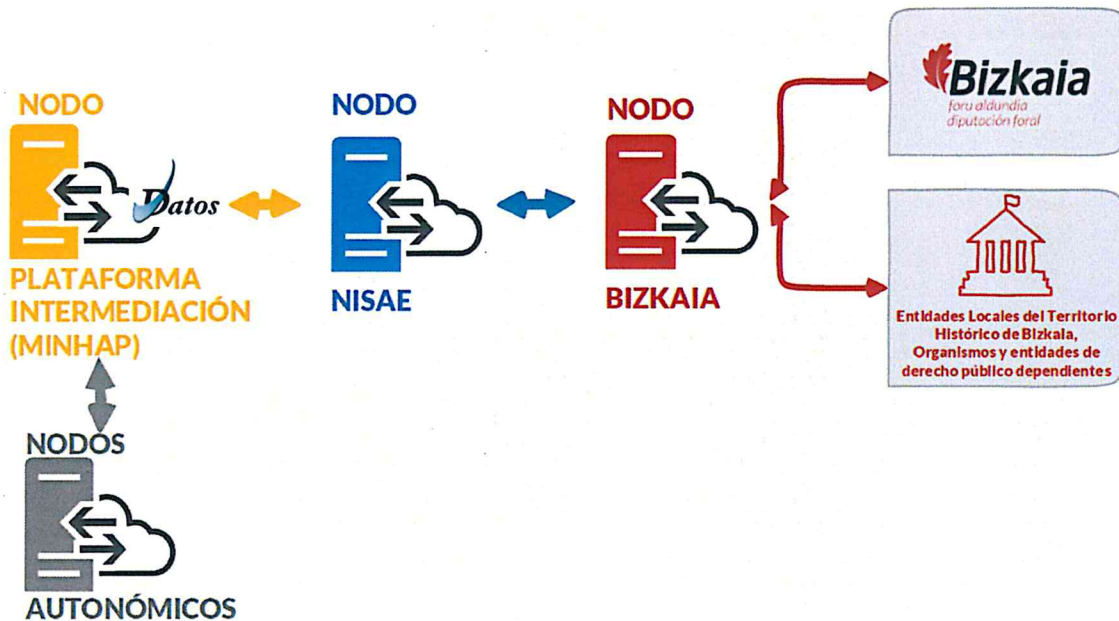 NODO
Datos
PLATAFORMA
INTERMEDIACIÓN
(MINHAP)
NODO
NISAE
NODO
BIZKAIA
Bizkaia
foru aldundia
diputación foral
Entidades Locales del Territorio
Histórico de Bizkaia,
Organismos y entidades de
derecho público dependientes
NODOS
AUTONÓMICOS